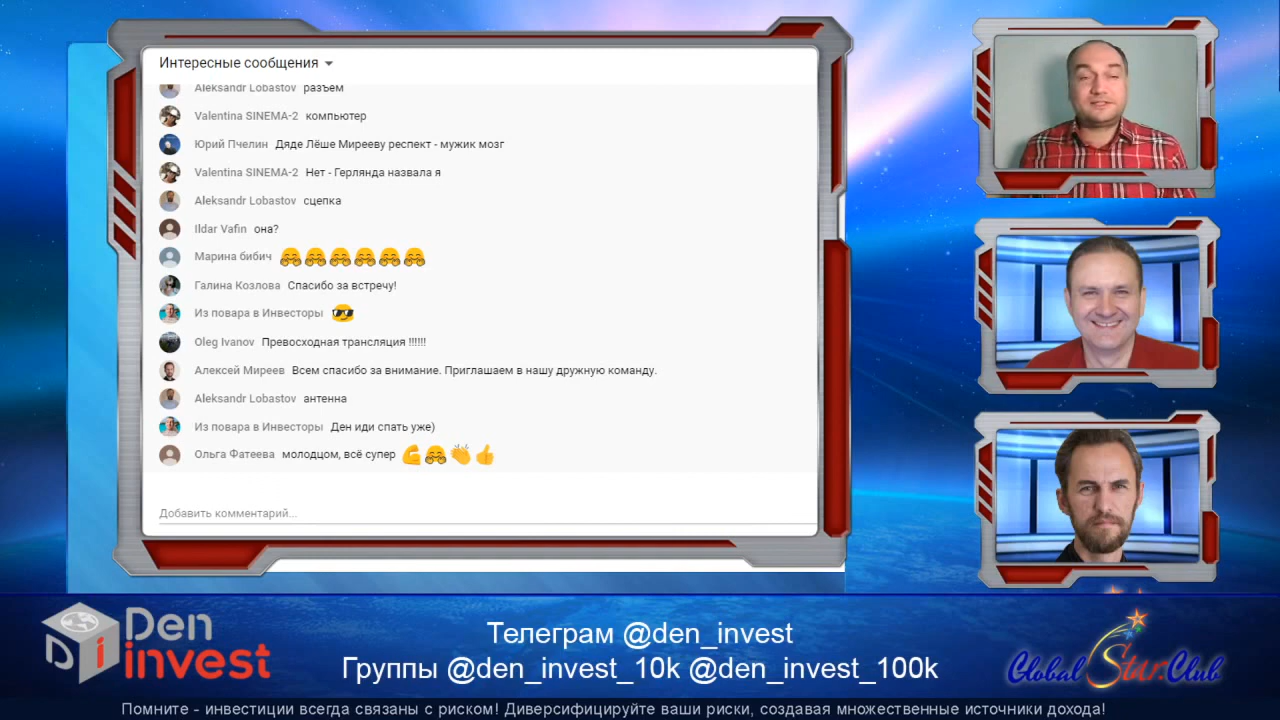 Интересные сообщения
Aleksandr Lobastov разъем
Valentina SINEMA-2 компьютер
Юрий Пчелин Дяде Лёше Мирееву респект - мужик мозг
Valentina SINEMA-2 Нет - Герлянда назвала я
Aleksandr Lobastov сцепка
Ildar Vafin она?
Марина бибич 🤗🤗🤗🤗🤗🤗
Галина Козлова Спасибо за встречу!
Из повара в Инвесторы 😎
Oleg Ivanov Превосходная трансляция !!!!!!
Алексей Миреев Всем спасибо за внимание. Приглашаем в нашу дружную команду.
Aleksandr Lobastov антенна
Из повара в Инвесторы Ден иди спать уже)
Ольга Фатеева молодцом, всё супер 💪🤗👏👍
Добавить комментарий...
Den
invest
Di
Телеграм @den_invest
Группы @den_invest_10k @den_invest_100k
Global Star.Club
Помните - инвестиции всегда связаны с риском! Диверсифицируйте ваши риски, создавая множественные источники дохода!